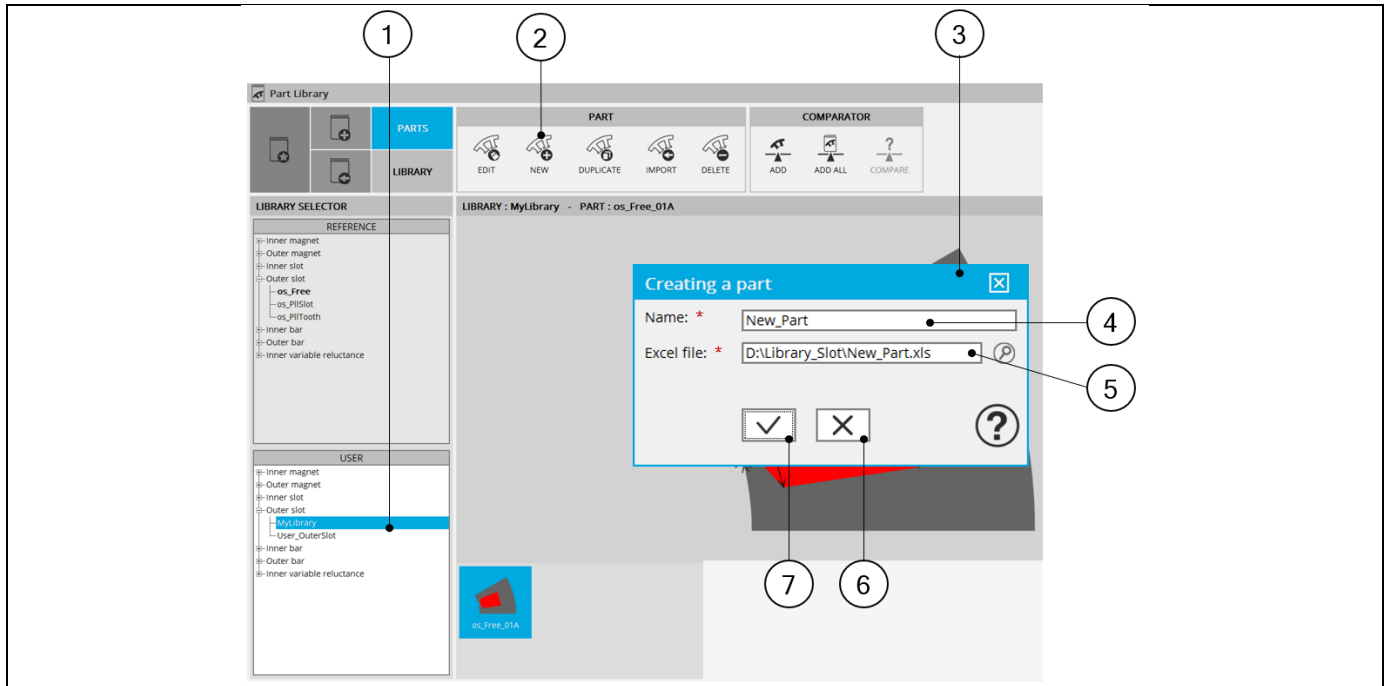 1
2
3
Part Library
PARTS
LIBRARY
PART
COMPARATOR
EDIT
NEW
DUPLICATE
IMPORT
DELETE
ADD
ADD ALL
?
COMPARE
LIBRARY SELECTOR
LIBRARY : MyLibrary - PART : os_Free_01A
REFERENCE
Inner magnet
Outer magnet
Inner slot
Outer slot
os_Free
os_PllSlot
os_PllTooth
Inner bar
Outer bar
Inner variable reluctance
Creating a part
Name: * New_Part
4
Excel file: * D:\Library_Slot\New_Part.xls
5
?
USER
Inner magnet
Outer magnet
Inner slot
Outer slot
MyLibrary
User_OuterSlot
Inner bar
Outer bar
Inner variable reluctance
7
6
os_Free_01A